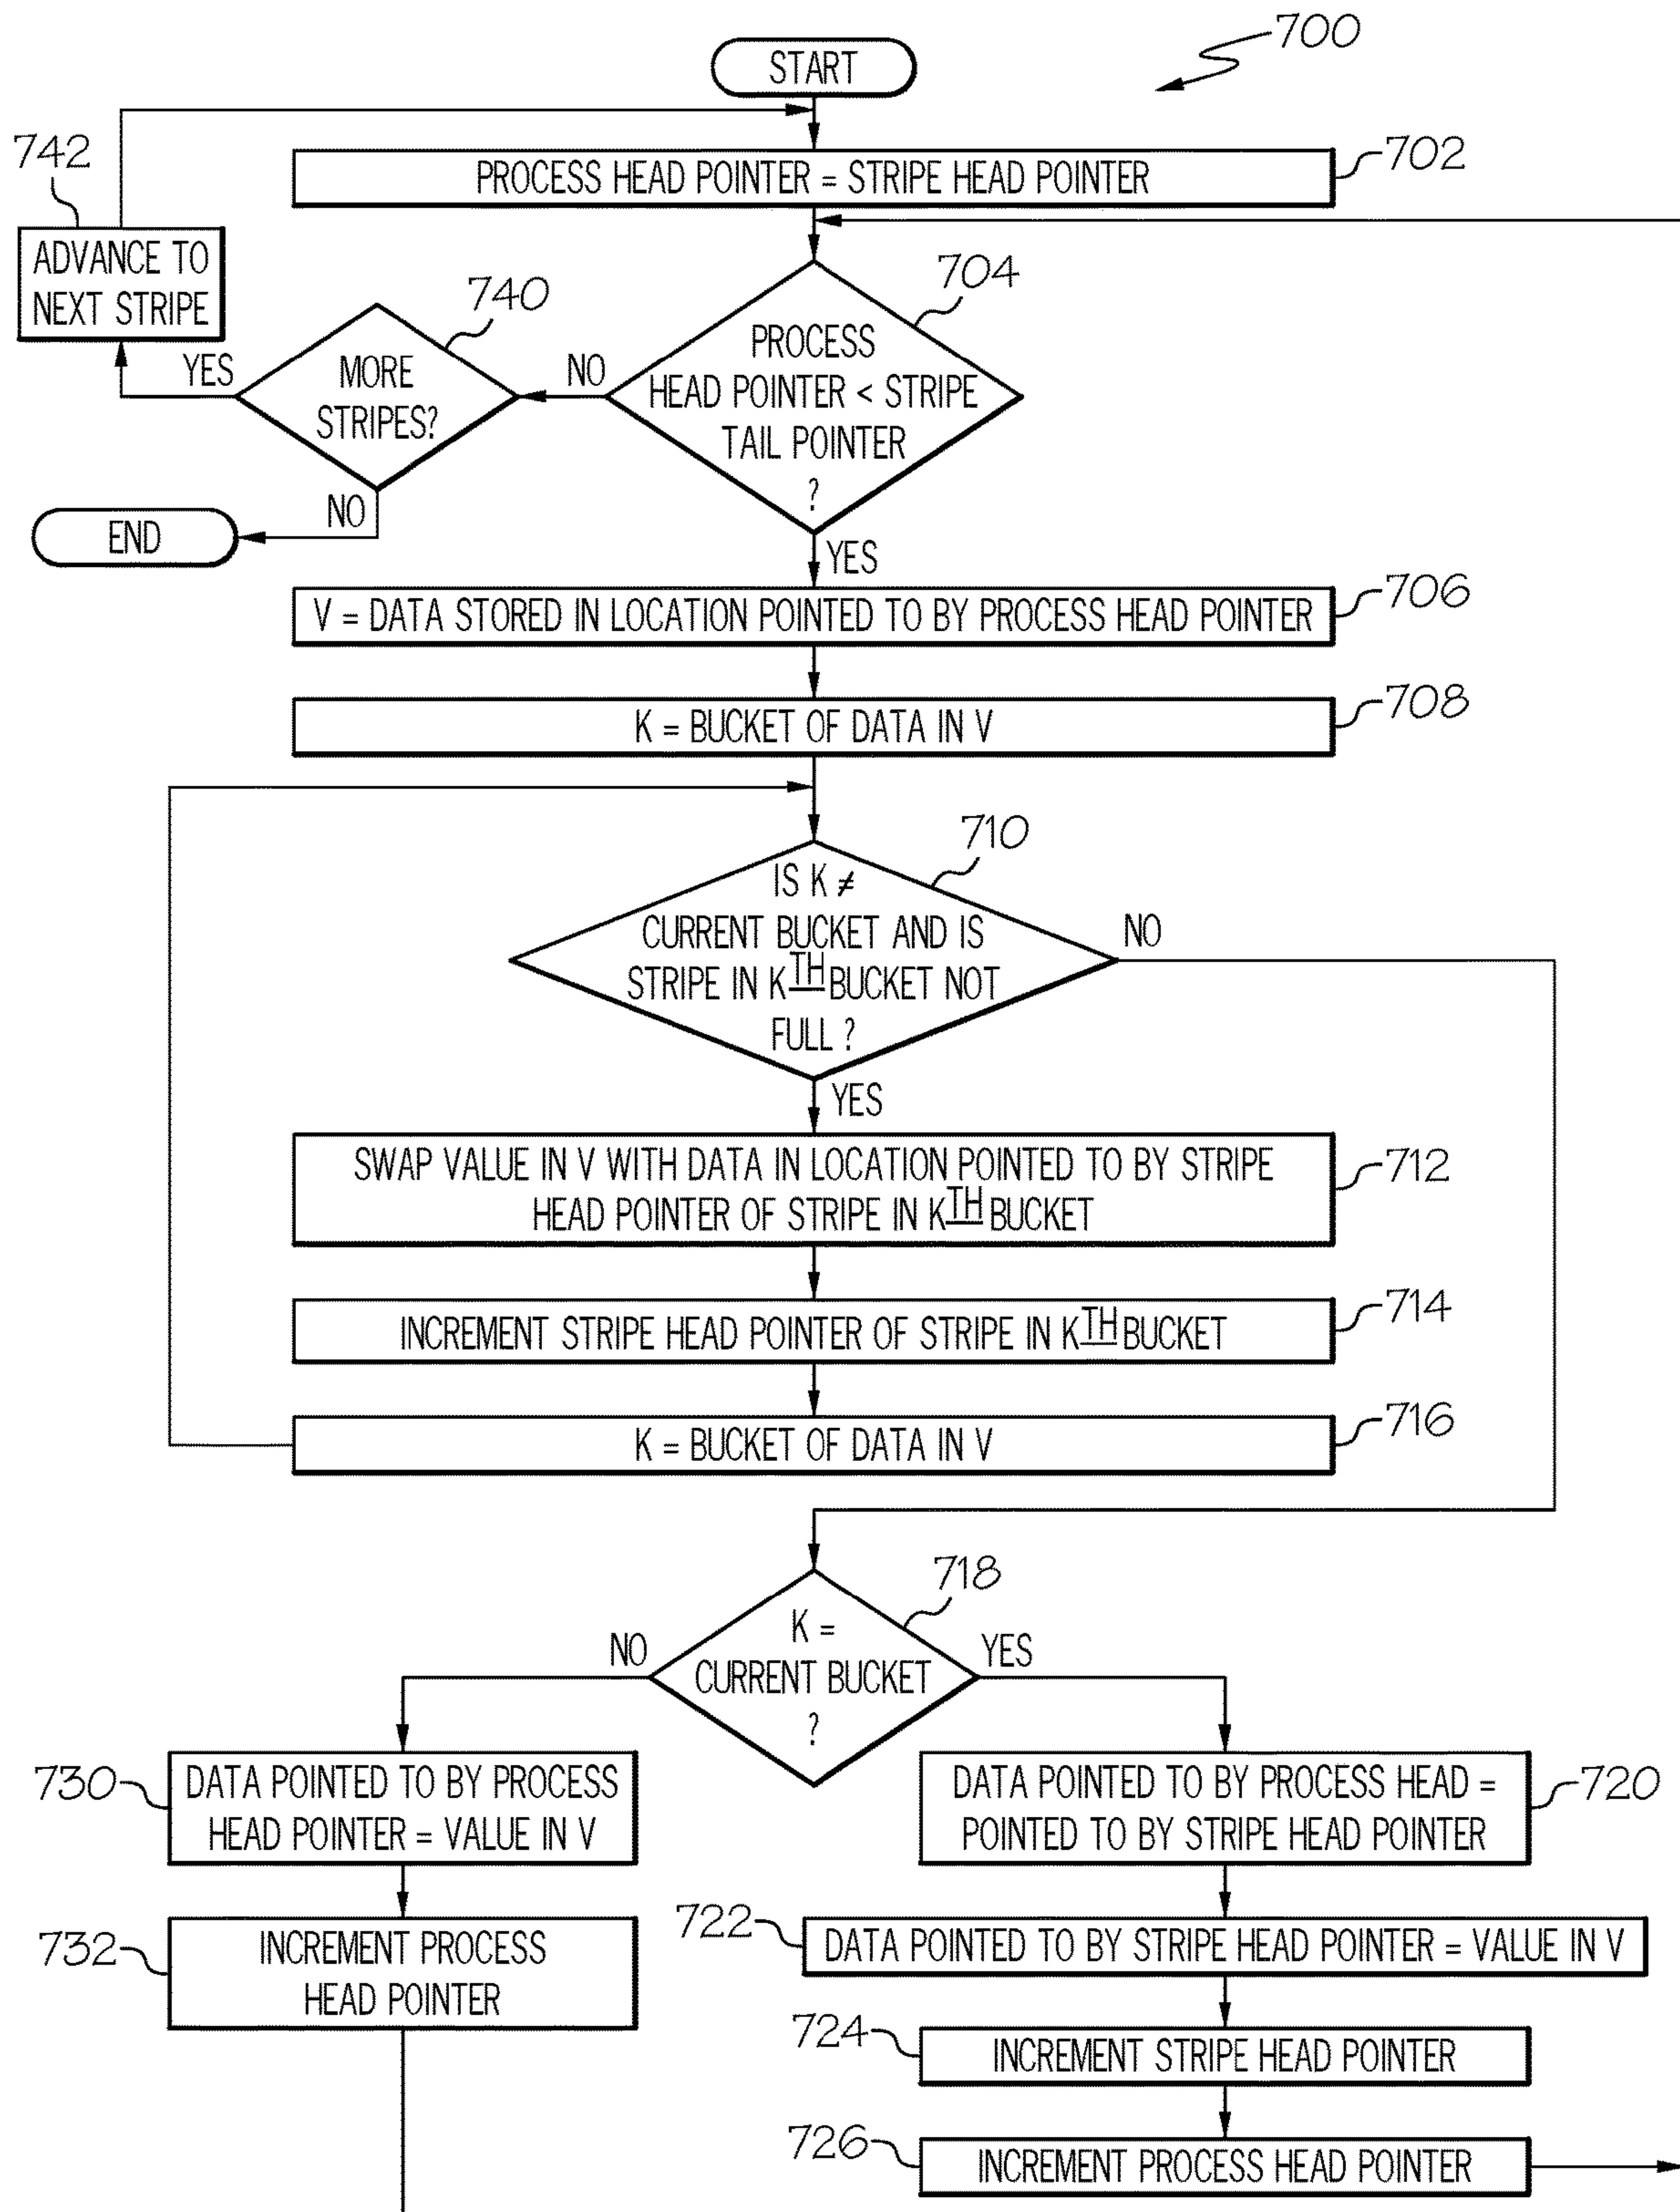 700
START
742
PROCESS HEAD POINTER = STRIPE HEAD POINTER
702
ADVANCE TO
NEXT STRIPE
740
704
YES
MORE
STRIPES?
NO
PROCESS
HEAD POINTER < STRIPE
TAIL POINTER
?
NO
END
YES
V = DATA STORED IN LOCATION POINTED TO BY PROCESS HEAD POINTER
706
K = BUCKET OF DATA IN V
708
710
IS K ≠
CURRENT BUCKET AND IS
STRIPE IN KTH BUCKET NOT
FULL ?
NO
YES
SWAP VALUE IN V WITH DATA IN LOCATION POINTED TO BY STRIPE
HEAD POINTER OF STRIPE IN KTH BUCKET
712
INCREMENT STRIPE HEAD POINTER OF STRIPE IN KTH BUCKET
714
K = BUCKET OF DATA IN V
716
718
K =
CURRENT BUCKET
?
NO
YES
730
DATA POINTED TO BY PROCESS
HEAD POINTER = VALUE IN V
DATA POINTED TO BY PROCESS HEAD =
POINTED TO BY STRIPE HEAD POINTER
720
732
INCREMENT PROCESS
HEAD POINTER
722
DATA POINTED TO BY STRIPE HEAD POINTER = VALUE IN V
724
INCREMENT STRIPE HEAD POINTER
726
INCREMENT PROCESS HEAD POINTER